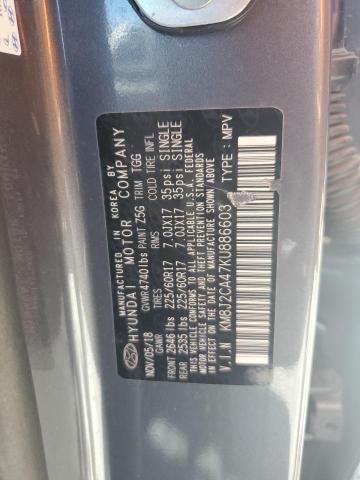 MANUFACTURED IN KOREA BY
HYUNDAI MOTOR COMPANY
NOV/05/18 GVWR 4740lbs PAINT Z5G TRIM TGG
GAWR TIRES RIMS COLD TIRE INFL
FRONT 2646 lbs 225/60R17 7.0JX17 35psi SINGLE
REAR 2535 lbs 225/60R17 7.0JX17 35psi SINGLE
THIS VEHICLE CONFORMS TO ALL APPLICABLE U.S.A. FEDERAL
MOTOR VEHICLE SAFETY, BUMPER, AND THEFT PREVENTION STANDARDS
IN EFFECT ON THE DATE OF MANUFACTURE SHOWN ABOVE.
V.I.N KM8J2CA47KU886603 TYPE : MPV